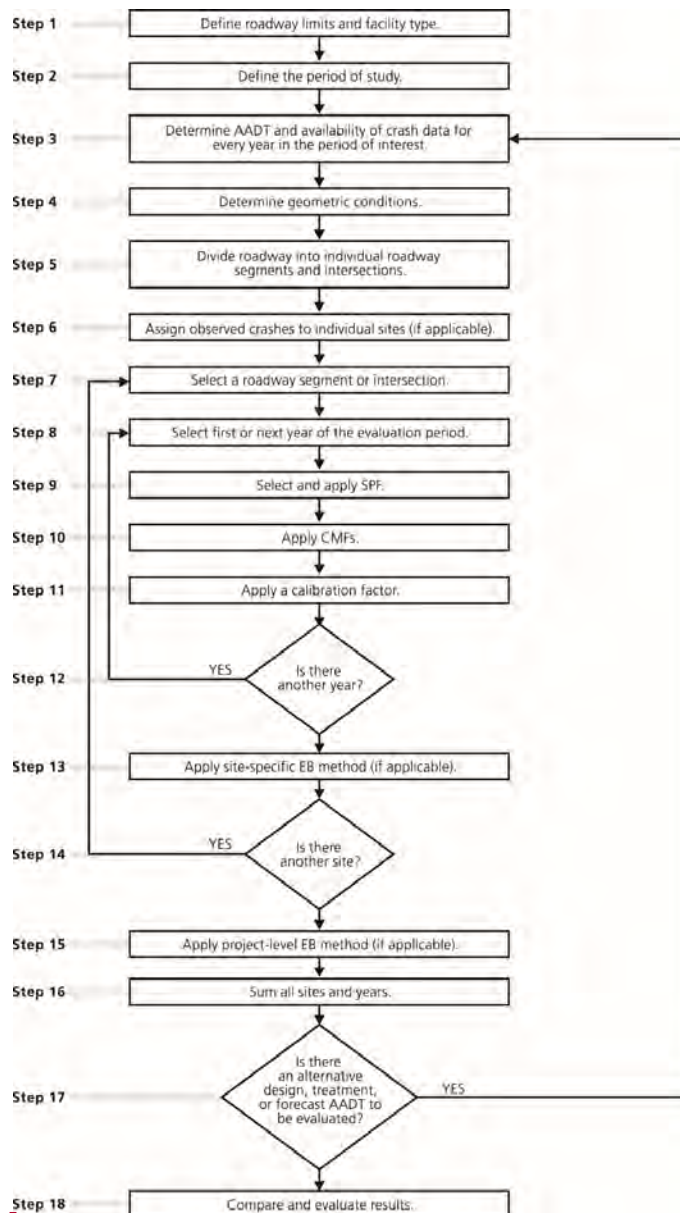 Step 1
Define roadway limits and facility type.
Step 2
Define the period of study.
Step 3
Determine AADT and availability of crash data for
every year in the period of interest.
Step 4
Determine geometric conditions.
Step 5
Divide roadway into individual roadway
segments and intersections.
Step 6
Assign observed crashes to individual sites (if applicable).
Step 7
Select a roadway segment or intersection.
Step 8
Select first or next year of the evaluation period.
Step 9
Select and apply SPF.
Step 10
Apply CMFs.
Step 11
Apply a calibration factor.
Step 12
YES
Is there
another year?
Step 13
Apply site-specific EB method (if applicable).
Step 14
YES
Is there
another site?
Step 15
Apply project-level EB method (if applicable).
Step 16
Sum all sites and years.
Step 17
Is there
an alternative
design, treatment,
or forecast AADT to
be evaluated?
YES
Step 18
Compare and evaluate results.